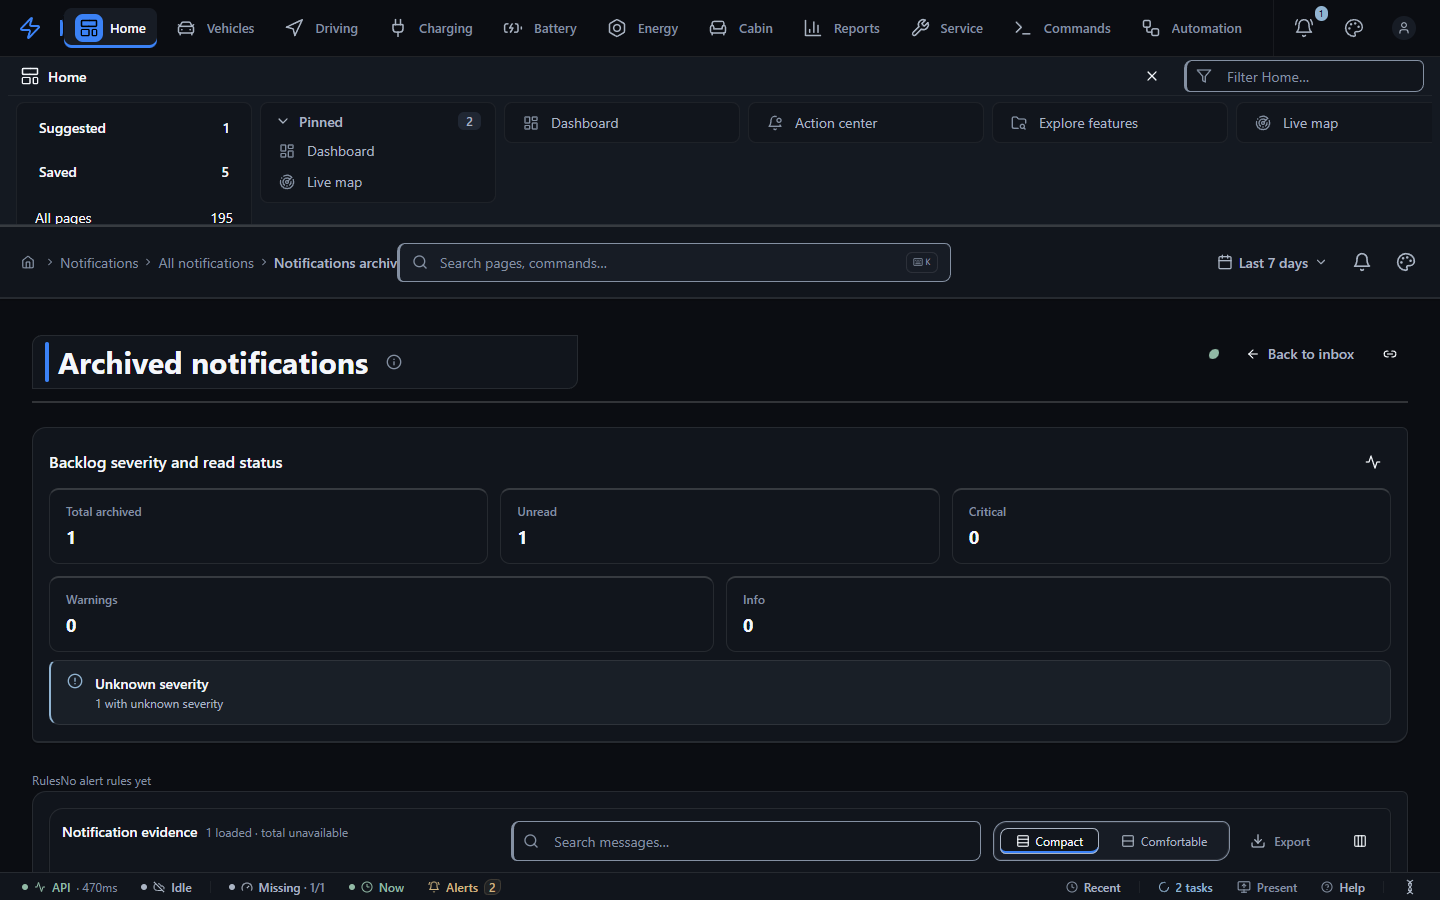 Home
Vehicles
Driving
Charging
Battery
Energy
Cabin
Reports
Service
Commands
Automation
1
Home
Filter Home...
Suggested 1
Saved 5
All pages 195
Pinned 2
Dashboard
Live map
Dashboard
Action center
Explore features
Live map
Notifications
All notifications
Notifications archiv
Search pages, commands...
K
Last 7 days
Archived notifications
Back to inbox
Backlog severity and read status
Total archived
1
Unread
1
Critical
0
Warnings
0
Info
0
Unknown severity
1 with unknown severity
RulesNo alert rules yet
Notification evidence 1 loaded · total unavailable
Search messages...
Compact
Comfortable
Export
API · 470ms
Idle
Missing · 1/1
Now
Alerts 2
Recent
2 tasks
Present
Help